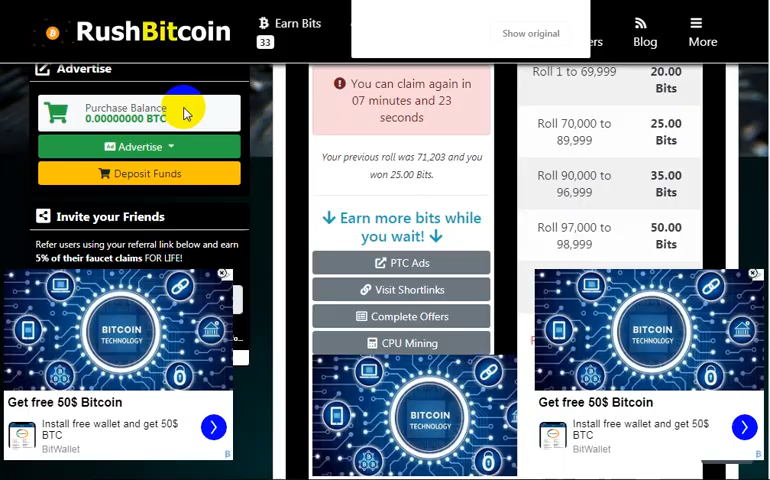 RushBitcoin
Earn Bits
33
Show original
Blog
More
Advertise
Purchase Balance
0.00000000 BTC
Advertise
Deposit Funds
Invite your Friends
Refer users using your referral link below and earn
5% of their faucet claims FOR LIFE!
BITCOIN
TECHNOLOGY
Get free 50$ Bitcoin
Install free wallet and get 50$
BTC
BitWallet
You can claim again in
07 minutes and 23
seconds
Your previous roll was 71,203 and you
won 25.00 Bits.
Earn more bits while
you wait!
PTC Ads
Visit Shortlinks
Complete Offers
CPU Mining
BITCOIN
TECHNOLOGY
Roll 1 to 69,999
20.00
Bits
Roll 70,000 to
89,999
25.00
Bits
Roll 90,000 to
96,999
35.00
Bits
Roll 97,000 to
98,999
50.00
Bits
BITCOIN
TECHNOLOGY
Get free 50$ Bitcoin
Install free wallet and get 50$
BTC
BitWallet